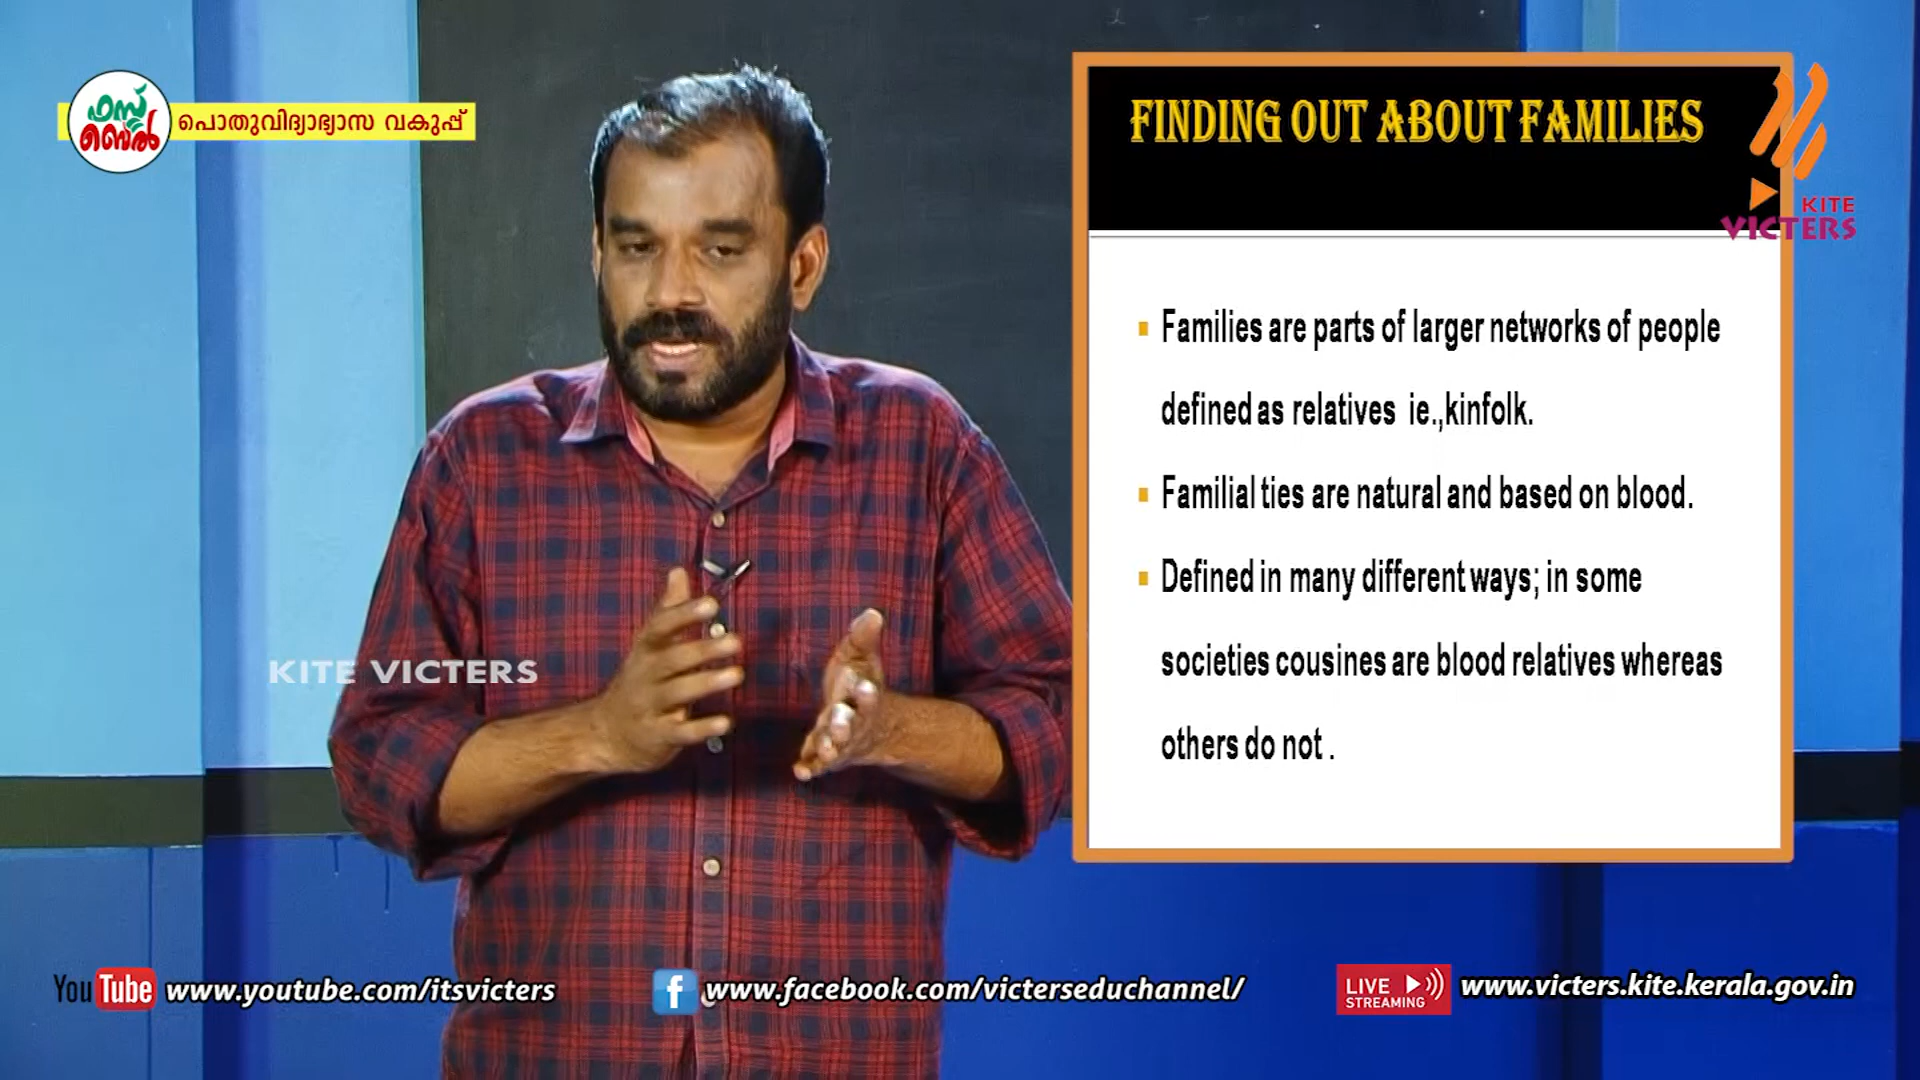 ഫസ്റ്റ്
ബെൽ
പൊതുവിദ്യാഭ്യാസ വകുപ്പ്
FINDING OUT ABOUT FAMILIES
KITE
VICTERS
Families are parts of larger networks of people
defined as relatives ie.,kinfolk.
Familial ties are natural and based on blood.
Defined in many different ways; in some
societies cousines are blood relatives whereas
others do not .
KITE VICTERS
YouTube www.youtube.com/itsvicters
f www.facebook.com/victerseduchannel/
LIVE
STREAMING
www.victers.kite.kerala.gov.in